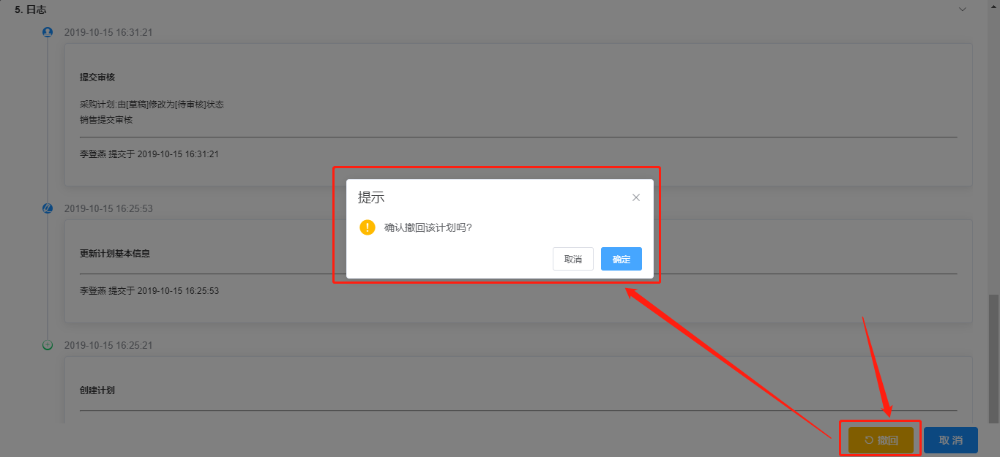 5. 日志
2019-10-15 16:31:21
提交审核
采购计划:由[草稿]修改为[待审核]状态
销售提交审核
李登燕 提交于 2019-10-15 16:31:21
提示
确认撤回该计划吗?
取消 确定
2019-10-15 16:25:53
更新计划基本信息
李登燕 提交于 2019-10-15 16:25:53
2019-10-15 16:25:21
创建计划
撤回 取消